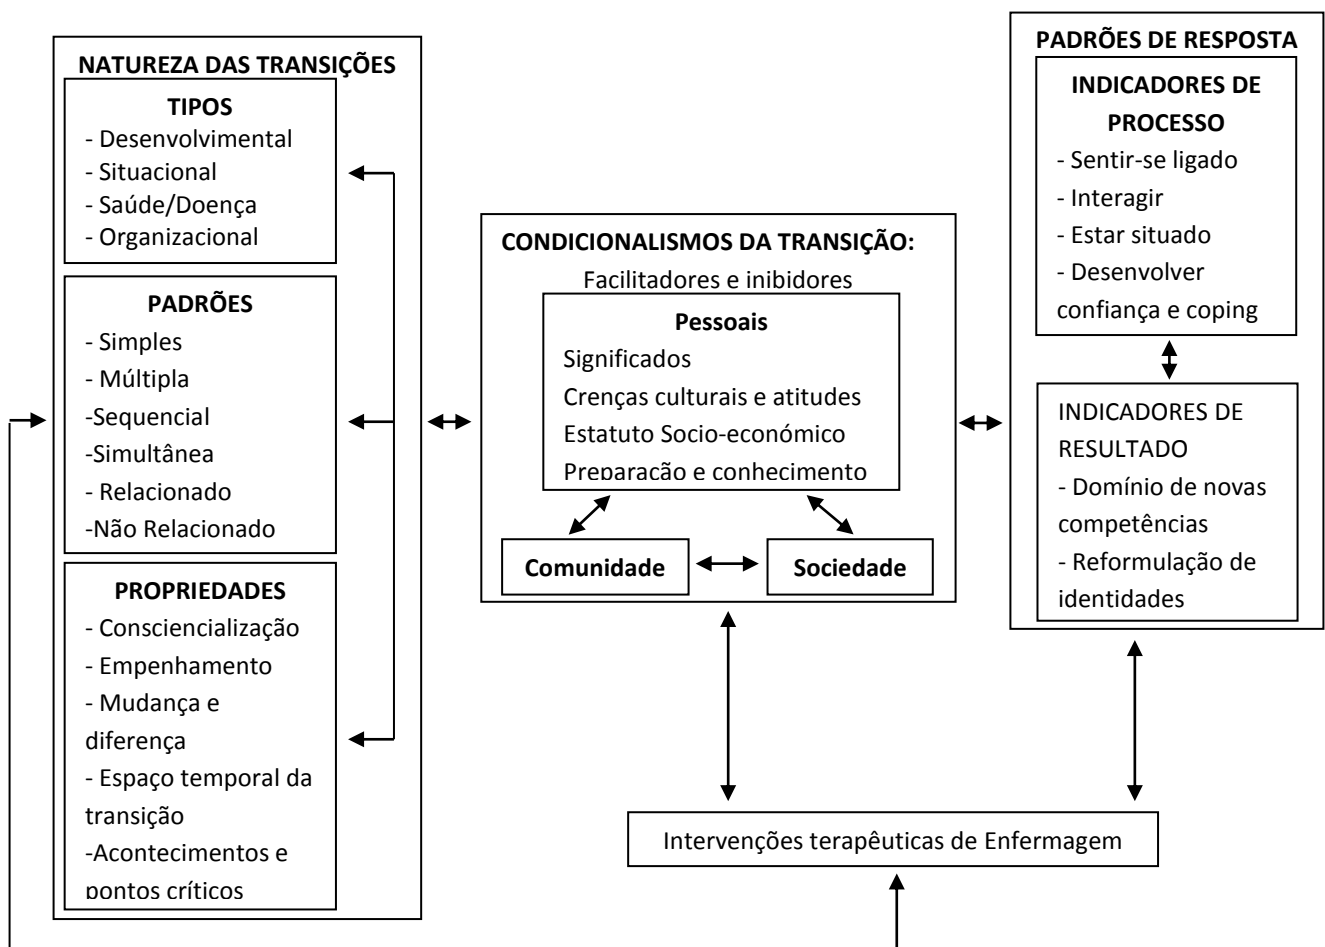 NATUREZA DAS TRANSIÇÕES
TIPOS
- Desenvolvimental
- Situacional
- Saúde/Doença
- Organizacional
PADRÕES
- Simples
- Múltipla
-Sequencial
-Simultânea
- Relacionado
-Não Relacionado
PROPRIEDADES
- Consciencialização
- Empenhamento
- Mudança e
diferença
- Espaço temporal da
transição
-Acontecimentos e
pontos críticos
CONDICIONALISMOS DA TRANSIÇÃO:
Facilitadores e inibidores
Pessoais
Significados
Crenças culturais e atitudes
Estatuto Socio-económico
Preparação e conhecimento
Comunidade
Sociedade
PADRÕES DE RESPOSTA
INDICADORES DE
PROCESSO
- Sentir-se ligado
- Interagir
- Estar situado
- Desenvolver
confiança e coping
INDICADORES DE
RESULTADO
- Domínio de novas
competências
- Reformulação de
identidades
Intervenções terapêuticas de Enfermagem